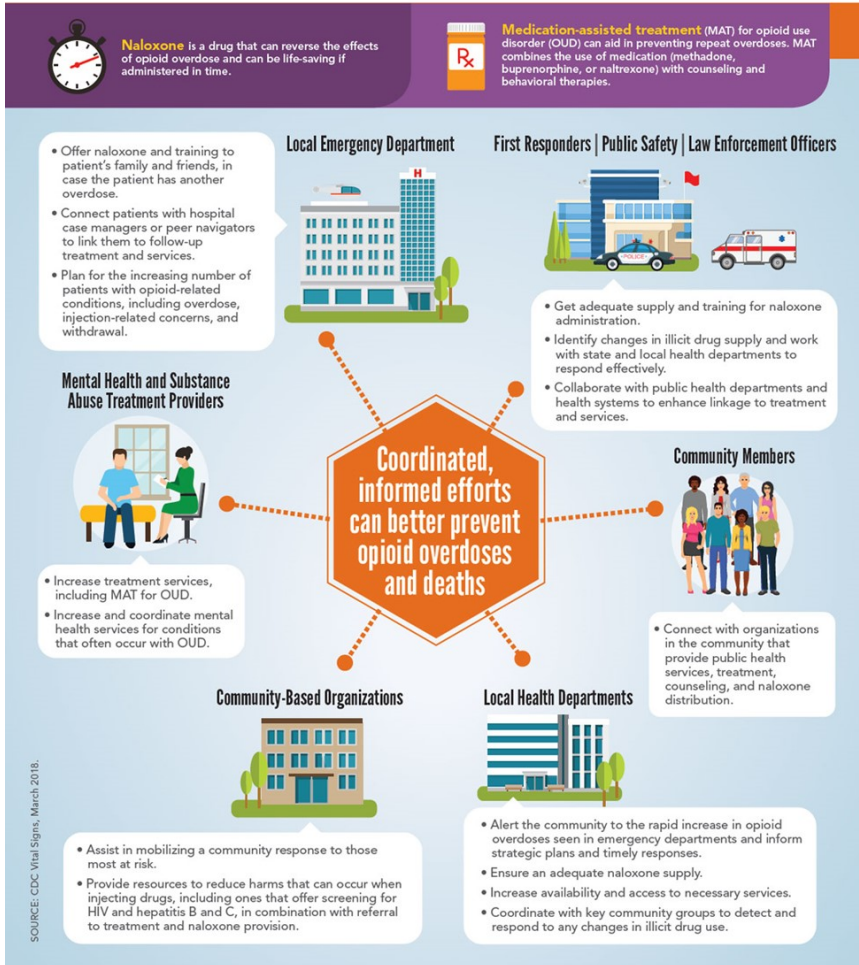 Naloxone is a drug that can reverse the effects
of opioid overdose and can be life-saving if
administered in time.
Rx
Medication-assisted treatment (MAT) for opioid use
disorder (OUD) can aid in preventing repeat overdoses. MAT
combines the use of medication (methadone,
buprenorphine, or naltrexone) with counseling and
behavioral therapies.
Local Emergency Department
H
• Offer naloxone and training to
patient's family and friends, in
case the patient has another
overdose.
• Connect patients with hospital
case managers or peer navigators
to link them to follow-up
treatment and services.
• Plan for the increasing number of
patients with opioid-related
conditions, including overdose,
injection-related concerns, and
withdrawal.
First Responders | Public Safety | Law Enforcement Officers
POLICE
• Get adequate supply and training for naloxone
administration.
• Identify changes in illicit drug supply and work
with state and local health departments to
respond effectively.
• Collaborate with public health departments and
health systems to enhance linkage to treatment
and services.
Mental Health and Substance
Abuse Treatment Providers
• Increase treatment services,
including MAT for OUD.
• Increase and coordinate mental
health services for conditions
that often occur with OUD.
Coordinated,
informed efforts
can better prevent
opioid overdoses
and deaths
Community Members
• Connect with organizations
in the community that
provide public health
services, treatment,
counseling, and naloxone
distribution.
Community-Based Organizations
• Assist in mobilizing a community response to those
most at risk.
• Provide resources to reduce harms that can occur when
injecting drugs, including ones that offer screening for
HIV and hepatitis B and C, in combination with referral
to treatment and naloxone provision.
Local Health Departments
• Alert the community to the rapid increase in opioid
overdoses seen in emergency departments and inform
strategic plans and timely responses.
• Ensure an adequate naloxone supply.
• Increase availability and access to necessary services.
• Coordinate with key community groups to detect and
respond to any changes in illicit drug use.
SOURCE: CDC Vital Signs, March 2018.